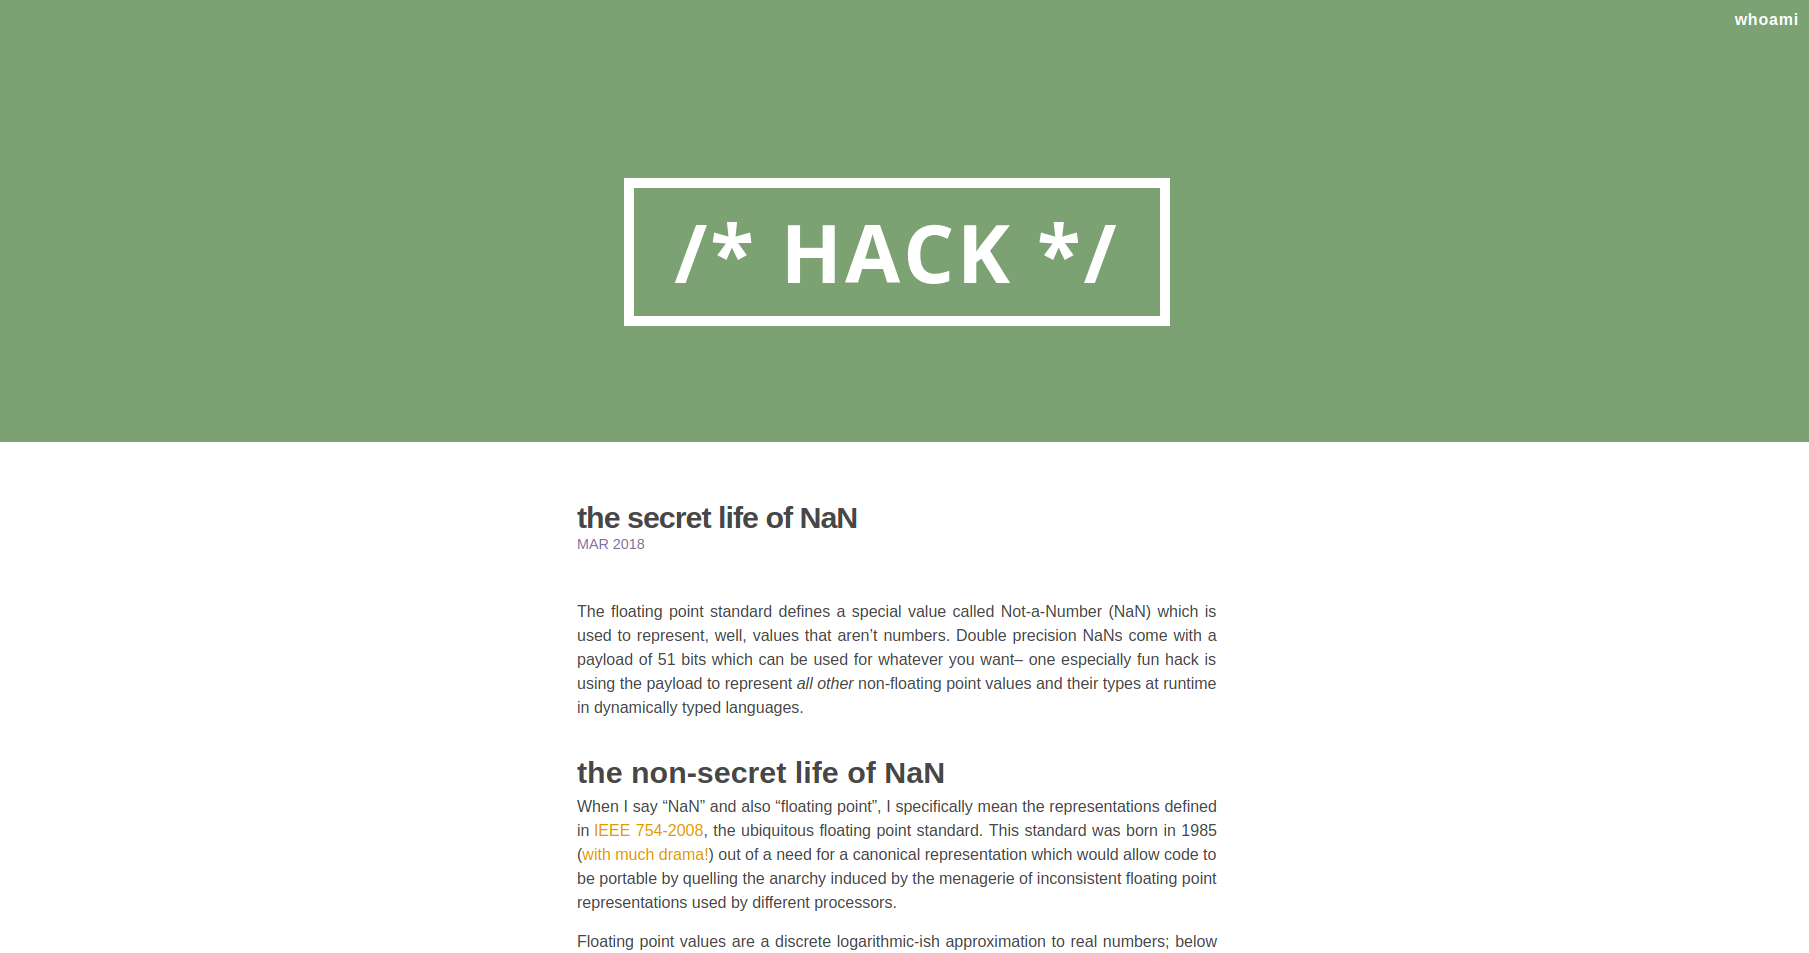 whoami
/* HACK */
the secret life of NaN
MAR 2018
The floating point standard defines a special value called Not-a-Number (NaN) which is
used to represent, well, values that aren’t numbers. Double precision NaNs come with a
payload of 51 bits which can be used for whatever you want– one especially fun hack is
using the payload to represent all other non-floating point values and their types at runtime
in dynamically typed languages.
the non-secret life of NaN
When I say “NaN” and also “floating point”, I specifically mean the representations defined
in IEEE 754-2008, the ubiquitous floating point standard. This standard was born in 1985
(with much drama!) out of a need for a canonical representation which would allow code to
be portable by quelling the anarchy induced by the menagerie of inconsistent floating point
representations used by different processors.
Floating point values are a discrete logarithmic-ish approximation to real numbers; below